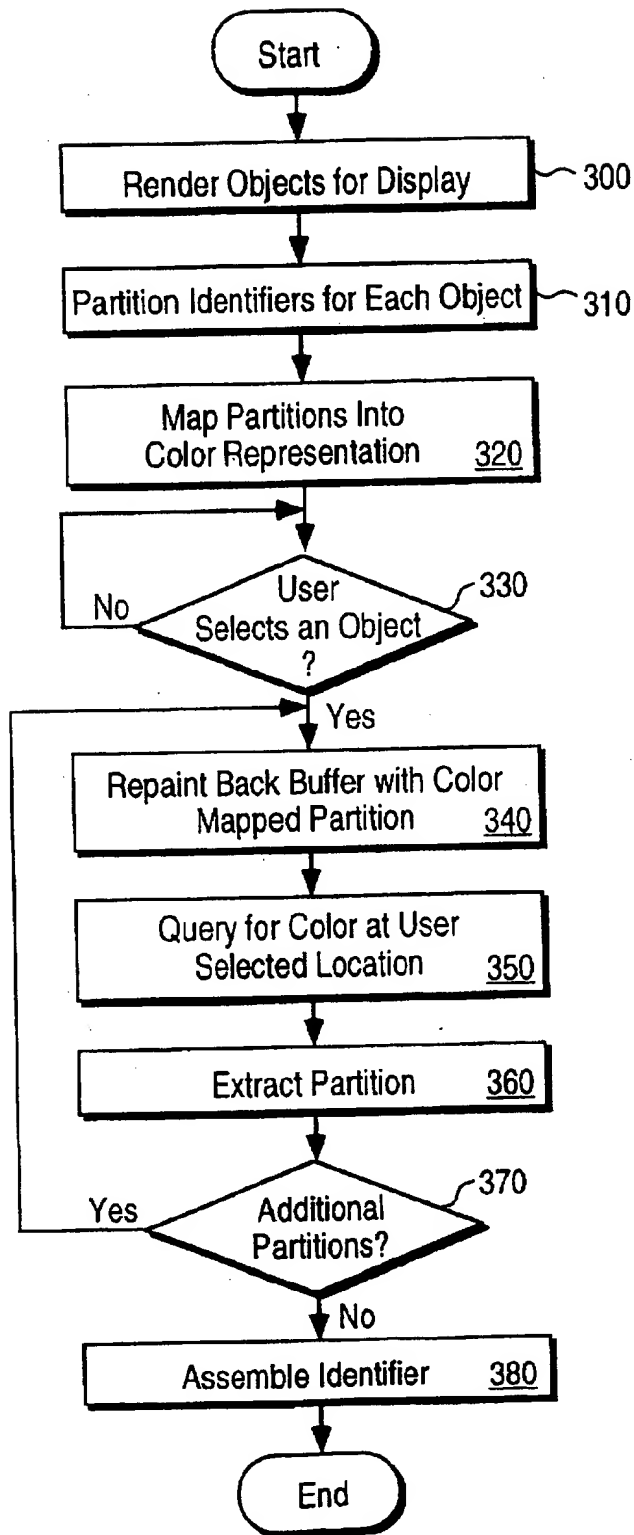 Start
Render Objects for Display 300
Partition Identifiers for Each Object 310
Map Partitions Into
Color Representation 320
330
User
No Selects an Object
?
Yes
Repaint Back Buffer with Color
Mapped Partition 340
Query for Color at User
Selected Location 350
Extract Partition 360
370
Yes Additional
Partitions?
No
Assemble Identifier 380
End